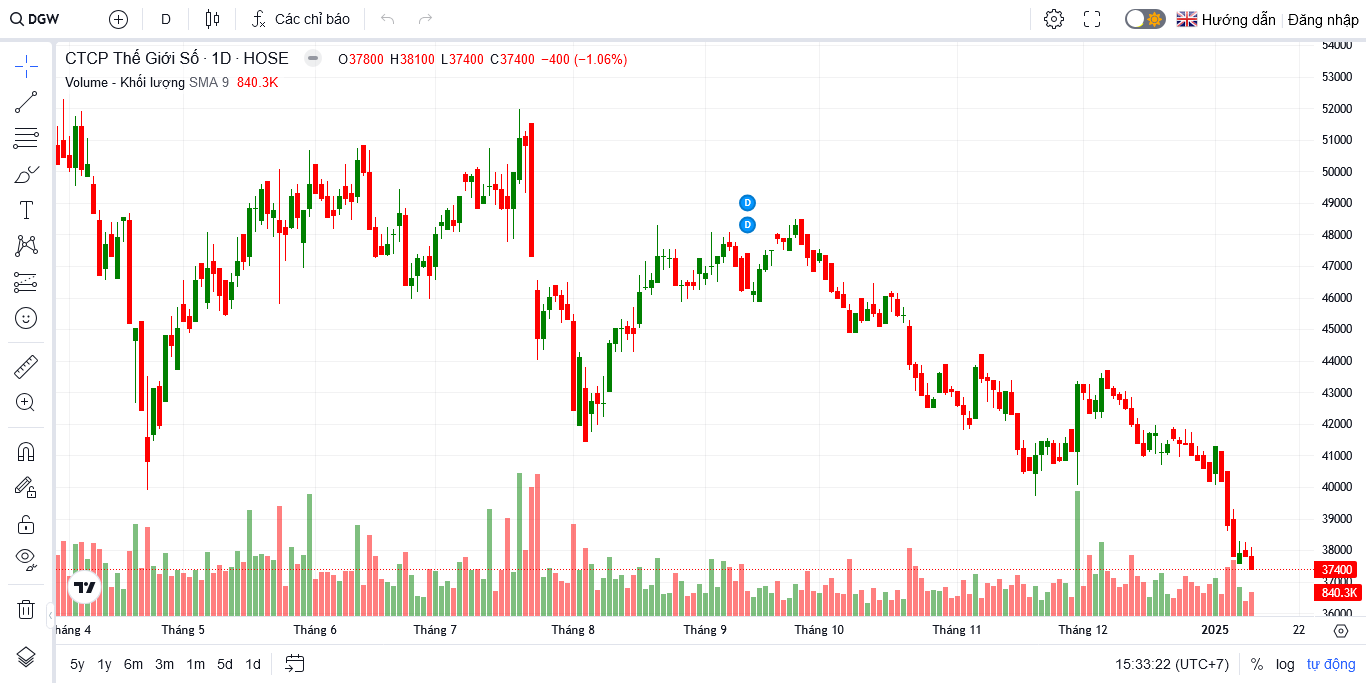 DGW D Các chỉ báo Hướng dẫn Đăng nhập
CTCP Thế Giới Số · 1D · HOSE O37800 H38100 L37400 C37400 −400 (−1.06%)
Volume - Khối lượng SMA 9 840.3K
54000
53000
52000
51000
50000
49000
48000
47000
46000
45000
44000
43000
42000
41000
40000
39000
38000
37400
37000
840.3K
36000
D
D
háng 4 Tháng 5 Tháng 6 Tháng 7 Tháng 8 Tháng 9 Tháng 10 Tháng 11 Tháng 12 2025 22
5y 1y 6m 3m 1m 5d 1d 15:33:22 (UTC+7) % log tự động